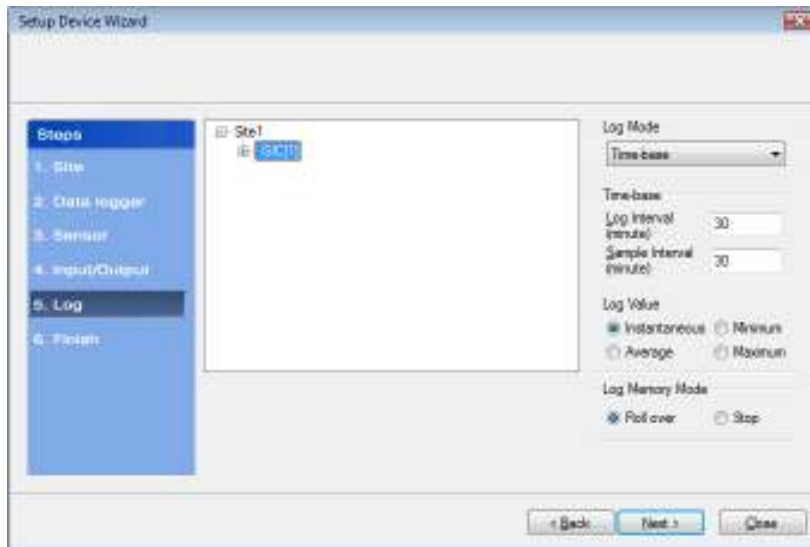 Setup Device Wizard
Steps
1. Site
2. Data logger
3. Sensor
4. Input/Output
5. Log
6. Finish
Site1
Log Mode
Time-base
Time-base
Log Interval
(minute)
30
Sample Interval
(minute)
30
Log Value
Instantaneous
Minimum
Average
Maximum
Log Memory Mode
Roll over
Stop
< Back
Next >
Close